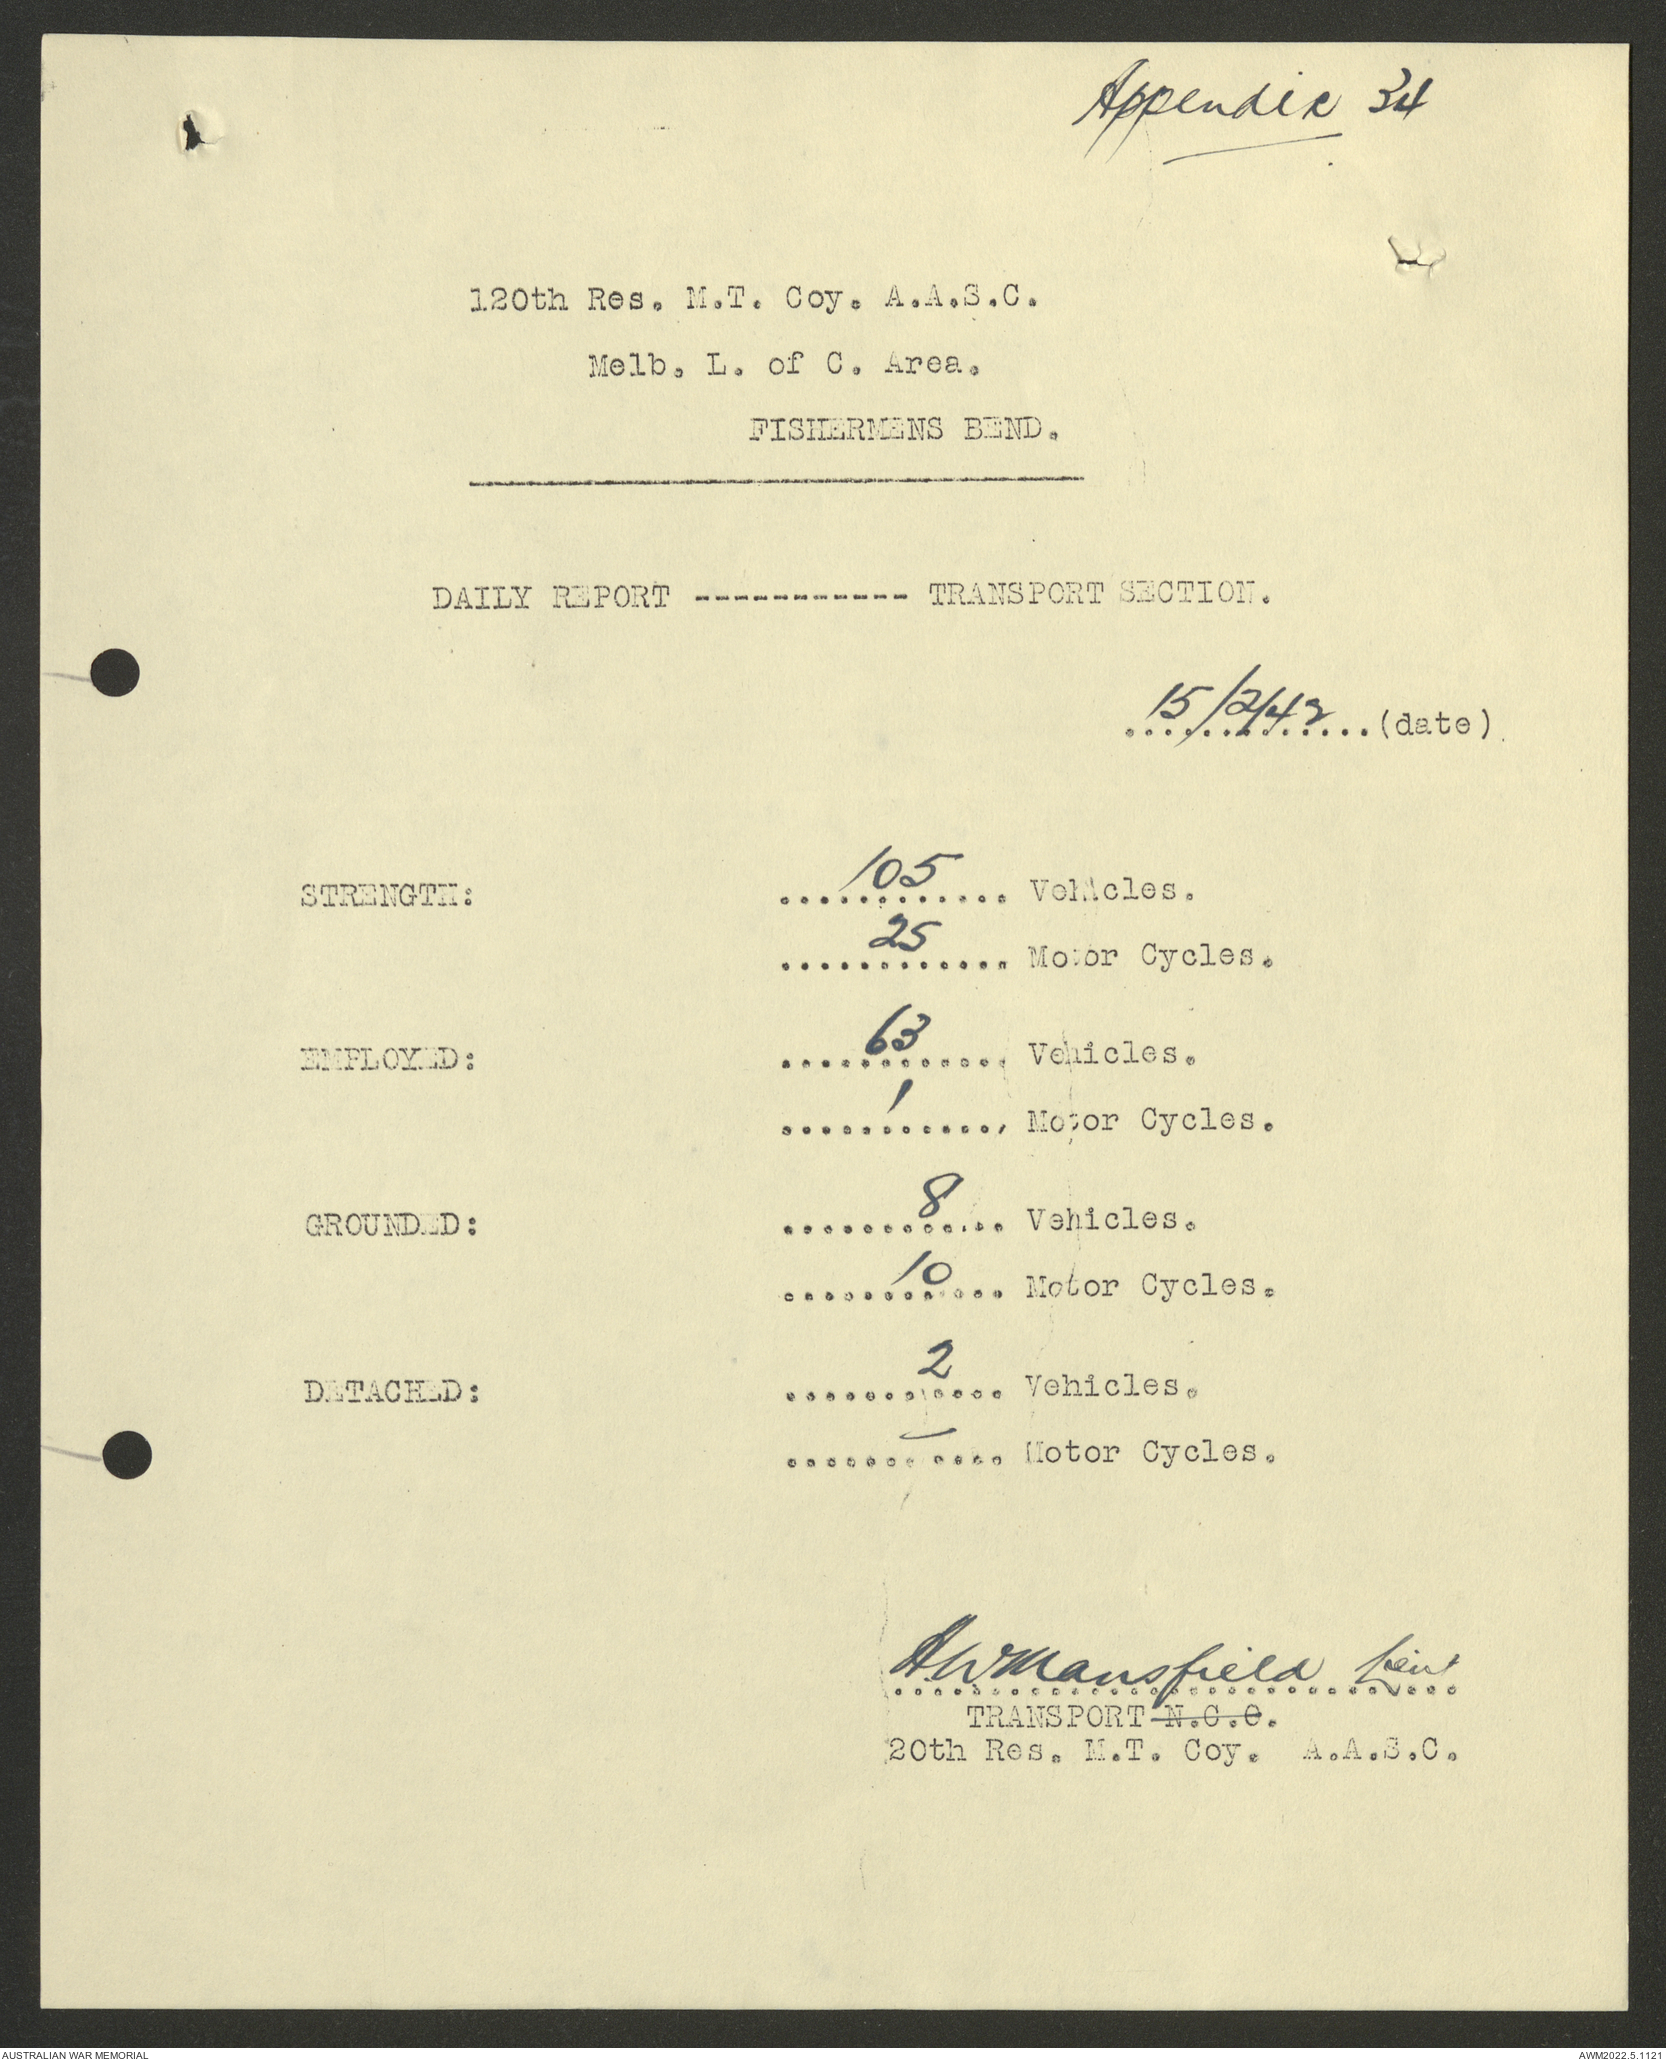 Appendix 34
120th Res. M.T. Coy. A.A.S.C.
Melb. L. of C. Area.
FISHERMENS BEND.
DAILY REPORT ----------- TRANSPORT SECTION.
15/2/42 (date)
STRENGTH: 105 Vehicles.
25 Motor Cycles.
EMPLOYED: 63 Vehicles.
1 Motor Cycles.
GROUNDED: 8 Vehicles.
10 Motor Cycles.
DETACHED: 2 Vehicles.
- Motor Cycles.
A.W Mansfield Lieut
TRANSPORT N.C.O.
20th Res. M.T. Coy. A.A.S.C.
AUSTRALIAN WAR MEMORIAL
AWM2022.5.1121